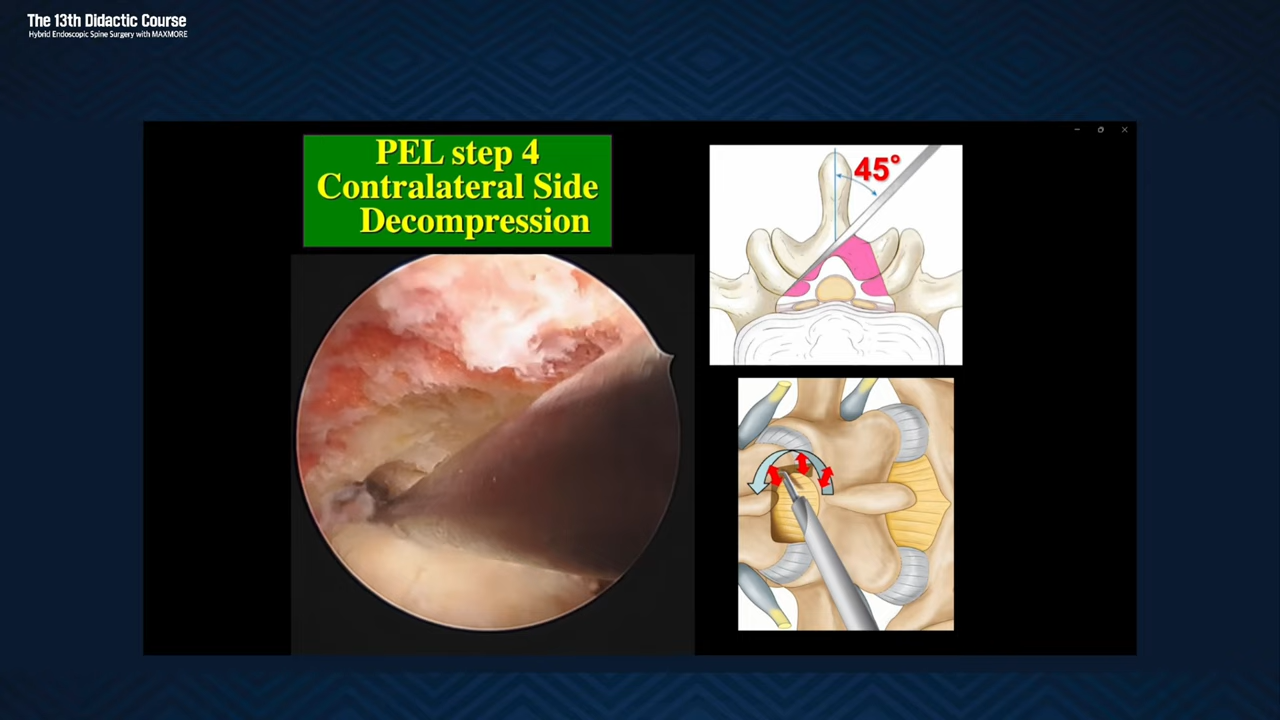 The 13th Didactic Course
Hybrid Endoscopic Spine Surgery with MAXMORE
PEL step 4
Contralateral Side
Decompression
45°